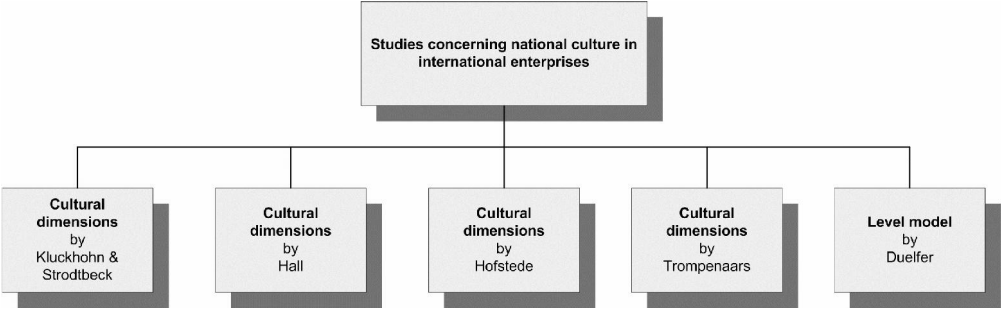 Studies concerning national culture in
international enterprises
Cultural
dimensions
by
Kluckhohn &
Strodtbeck
Cultural
dimensions
by
Hall
Cultural
dimensions
by
Hofstede
Cultural
dimensions
by
Trompenaars
Level model
by
Duelfer